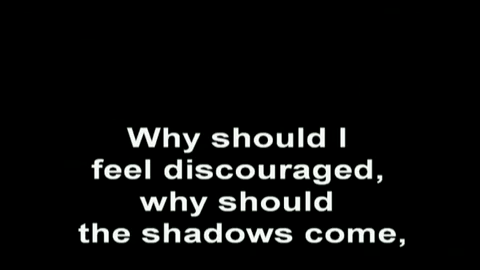 Why should I
feel discouraged,
why should
the shadows come,